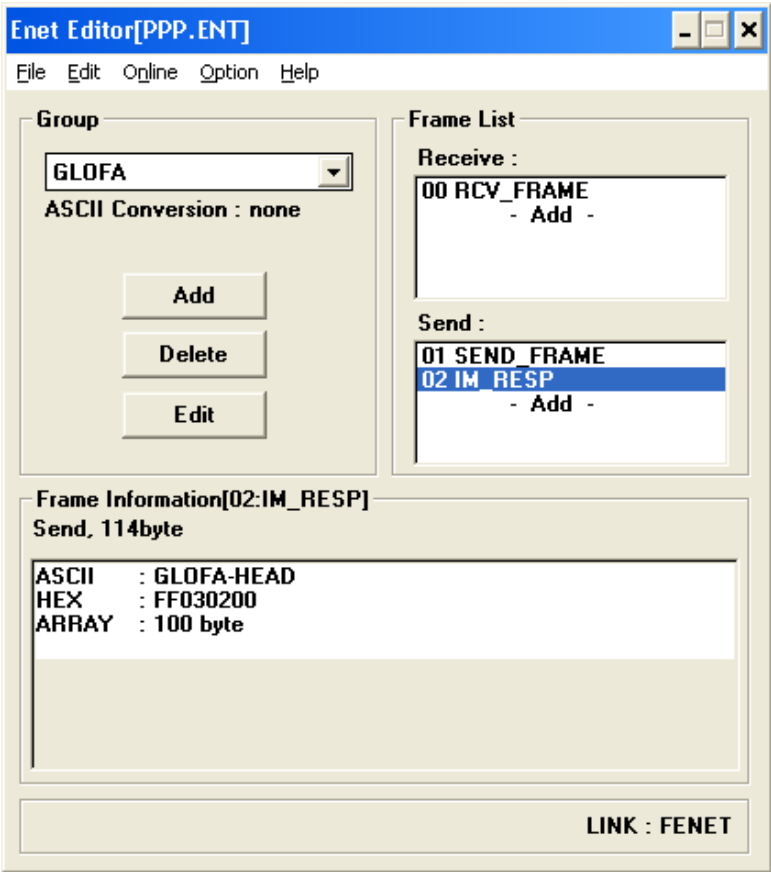 Enet Editor[PPP.ENT]
File Edit Online Option Help
Group
GLOFA
ASCII Conversion : none
Add
Delete
Edit
Frame List
Receive :
00 RCV_FRAME
- Add -
Send :
01 SEND_FRAME
02 IM_RESP
- Add -
Frame Information[02:IM_RESP]
Send, 114byte
ASCII : GLOFA-HEAD
HEX : FF030200
ARRAY : 100 byte
LINK : FENET